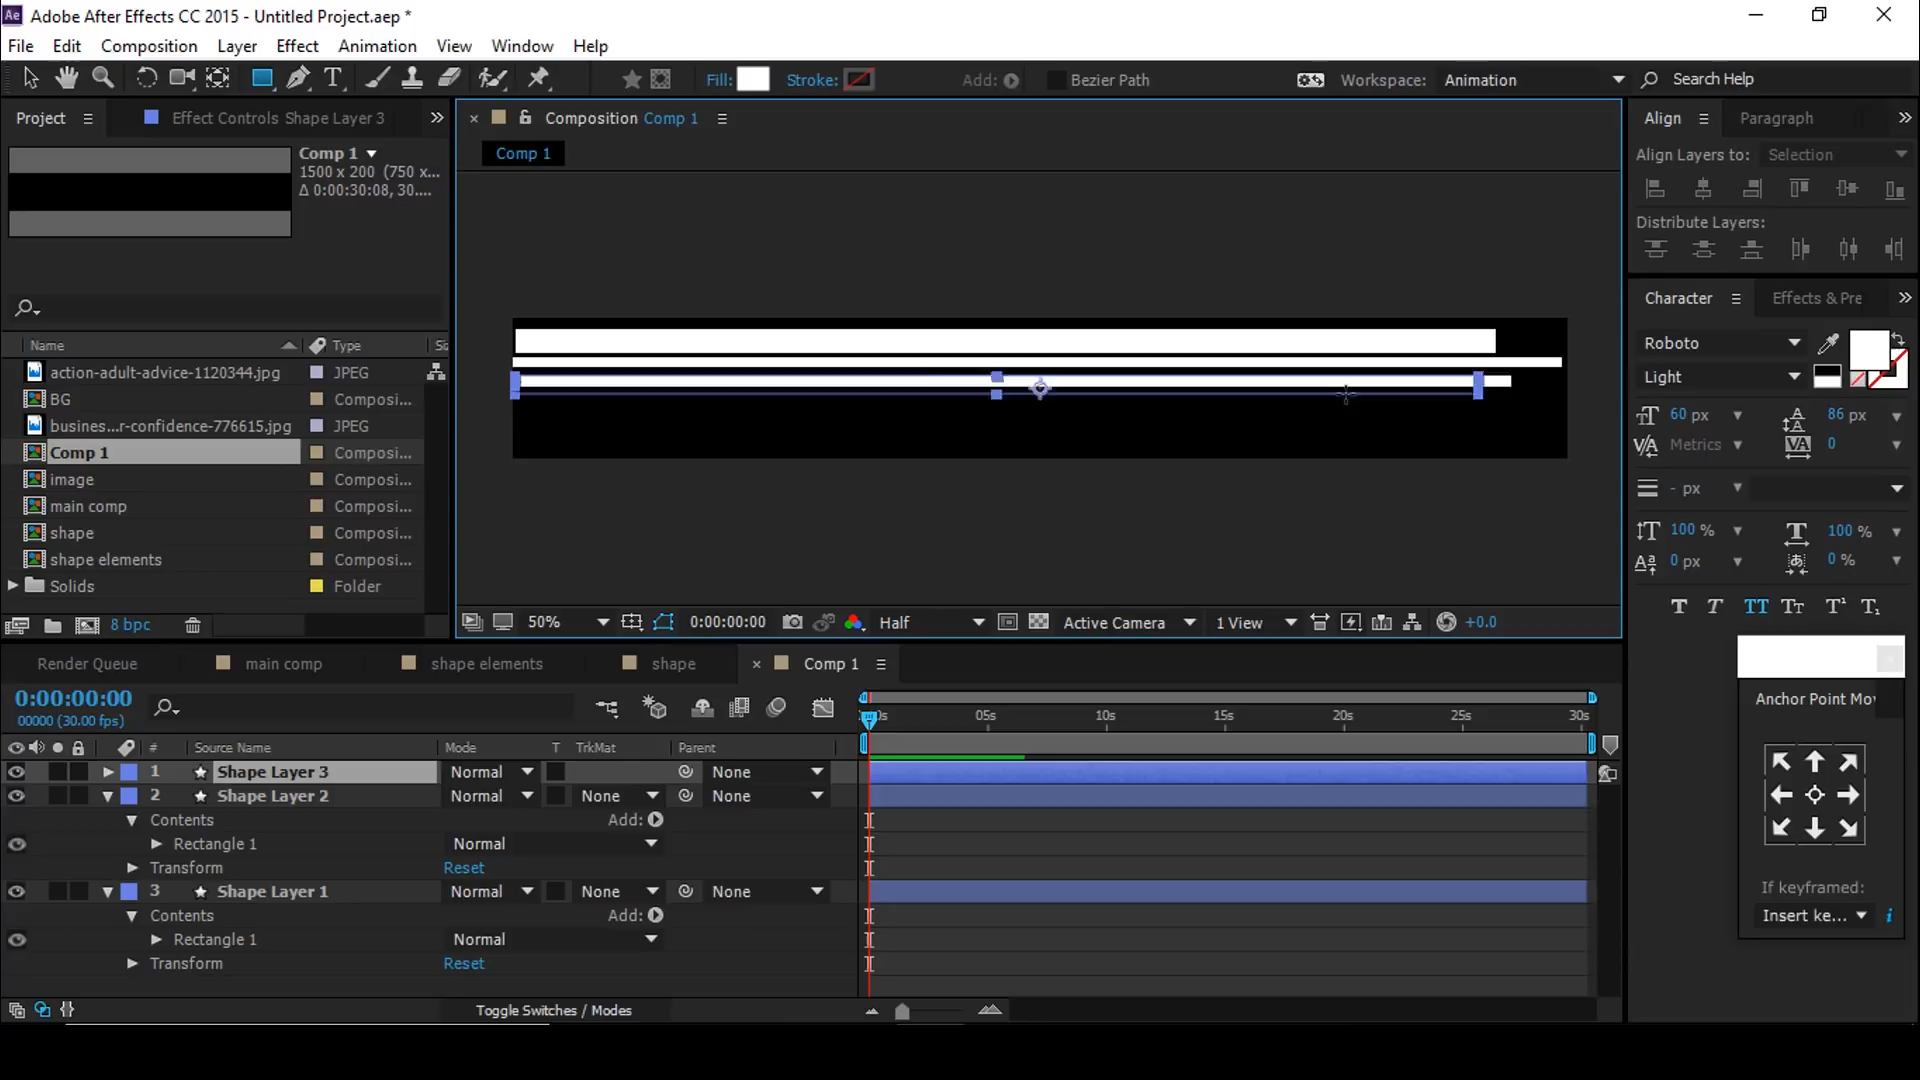 Adobe After Effects CC 2015 - Untitled Project.aep *
File Edit Composition Layer Effect Animation View Window Help
Fill: Stroke: Add: Bezier Path Workspace: Animation Search Help
Project Effect Controls Shape Layer 3 Composition Comp 1 Align Paragraph
Comp 1
1500 x 200 (750 x...
Δ 0:00:30:08, 30....
Comp 1
Align Layers to: Selection
Distribute Layers:
Character Effects & Pre
Name Type Si
Roboto
action-adult-advice-1120344.jpg JPEG
Light
BG Composi...
60 px 86 px
busines...r-confidence-776615.jpg JPEG
Metrics 0
Comp 1 Composi...
image Composi...
- px
main comp Composi...
shape Composi...
100 % 100 %
shape elements Composi...
0 px 0 %
Solids Folder
8 bpc
50% 0:00:00:00 Half Active Camera 1 View +0.0
Render Queue main comp shape elements shape Comp 1
0:00:00:00
00000 (30.00 fps)
05s 10s 15s 20s 25s 30s
Anchor Point Mov
# Source Name Mode T TrkMat Parent
1 Shape Layer 3 Normal None
2 Shape Layer 2 Normal None None
Contents Add:
Rectangle 1 Normal
Transform Reset
3 Shape Layer 1 Normal None None
Contents Add:
Rectangle 1 Normal
Transform Reset
If keyframed:
Insert ke...
Toggle Switches / Modes